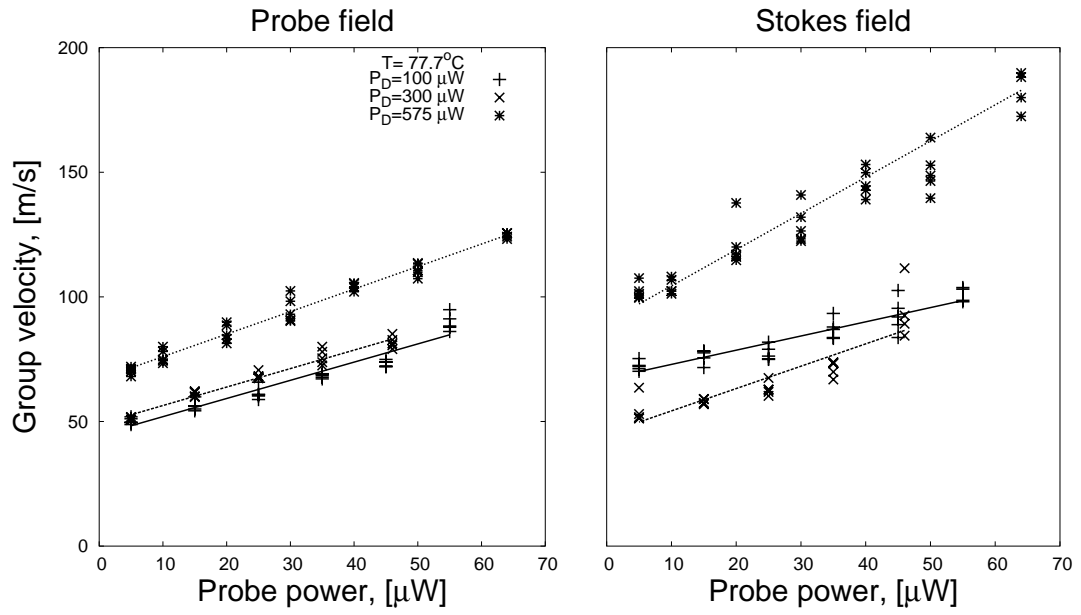 Probe field
Stokes field
Group velocity, [m/s]
200
150
100
50
0
T= 77.7°C
P_D=100 μW
P_D=300 μW
P_D=575 μW
0 10 20 30 40 50 60 70
0 10 20 30 40 50 60 70
Probe power, [μW]
Probe power, [μW]